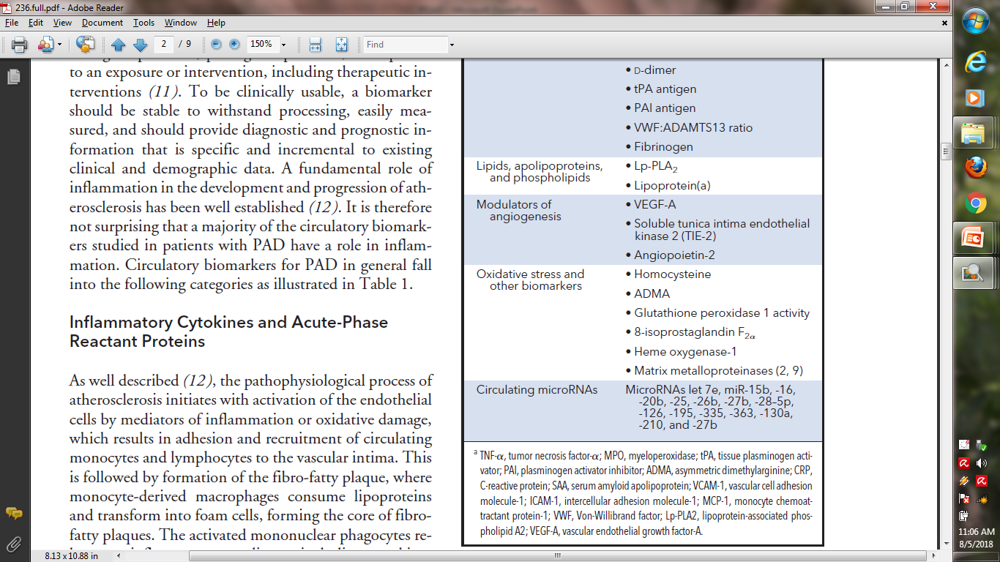 236.full.pdf - Adobe Reader
File Edit View Document Tools Window Help
2 / 9 150% Find
to an exposure or intervention, including therapeutic in-
terventions (11). To be clinically usable, a biomarker
should be stable to withstand processing, easily mea-
sured, and should provide diagnostic and prognostic in-
formation that is specific and incremental to existing
clinical and demographic data. A fundamental role of
inflammation in the development and progression of ath-
erosclerosis has been well established (12). It is therefore
not surprising that a majority of the circulatory biomark-
ers studied in patients with PAD have a role in inflam-
mation. Circulatory biomarkers for PAD in general fall
into the following categories as illustrated in Table 1.
Inflammatory Cytokines and Acute-Phase
Reactant Proteins
As well described (12), the pathophysiological process of
atherosclerosis initiates with activation of the endothelial
cells by mediators of inflammation or oxidative damage,
which results in adhesion and recruitment of circulating
monocytes and lymphocytes to the vascular intima. This
is followed by formation of the fibro-fatty plaque, where
monocyte-derived macrophages consume lipoproteins
and transform into foam cells, forming the core of fibro-
fatty plaques. The activated mononuclear phagocytes re-
• D-dimer
• tPA antigen
• PAI antigen
• VWF:ADAMTS13 ratio
• Fibrinogen
Lipids, apolipoproteins,
and phospholipids
• Lp-PLA2
• Lipoprotein(a)
Modulators of
angiogenesis
• VEGF-A
• Soluble tunica intima endothelial
kinase 2 (TIE-2)
• Angiopoietin-2
Oxidative stress and
other biomarkers
• Homocysteine
• ADMA
• Glutathione peroxidase 1 activity
• 8-isoprostaglandin F2α
• Heme oxygenase-1
• Matrix metalloproteinases (2, 9)
Circulating microRNAs
MicroRNAs let 7e, miR-15b, -16,
-20b, -25, -26b, -27b, -28–5p,
-126, -195, -335, -363, -130a,
-210, and -27b
a TNF-α, tumor necrosis factor-α; MPO, myeloperoxidase; tPA, tissue plasminogen acti-
vator; PAI, plasminogen activator inhibitor; ADMA, asymmetric dimethylarginine; CRP,
C-reactive protein; SAA, serum amyloid apolipoprotein; VCAM-1, vascular cell adhesion
molecule-1; ICAM-1, intercellular adhesion molecule-1; MCP-1, monocyte chemoat-
tractant protein-1; VWF, Von-Willibrand factor; Lp-PLA2, lipoprotein-associated phos-
pholipid A2; VEGF-A, vascular endothelial growth factor-A.
8.13 x 10.88 in
11:06 AM
8/5/2018